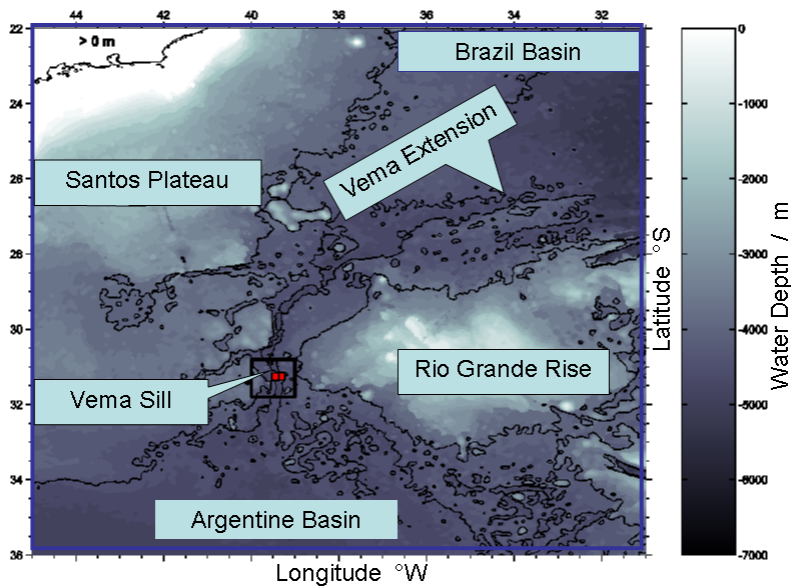 44 42 40 38 36 34 32
22 24 26 28 30 32 34 36
> 0 m
Brazil Basin
Vema Extension
Santos Plateau
Rio Grande Rise
Vema Sill
Argentine Basin
Longitude °W
Latitude °S
0 -1000 -2000 -3000 -4000 -5000 -6000 -7000
Water Depth / m